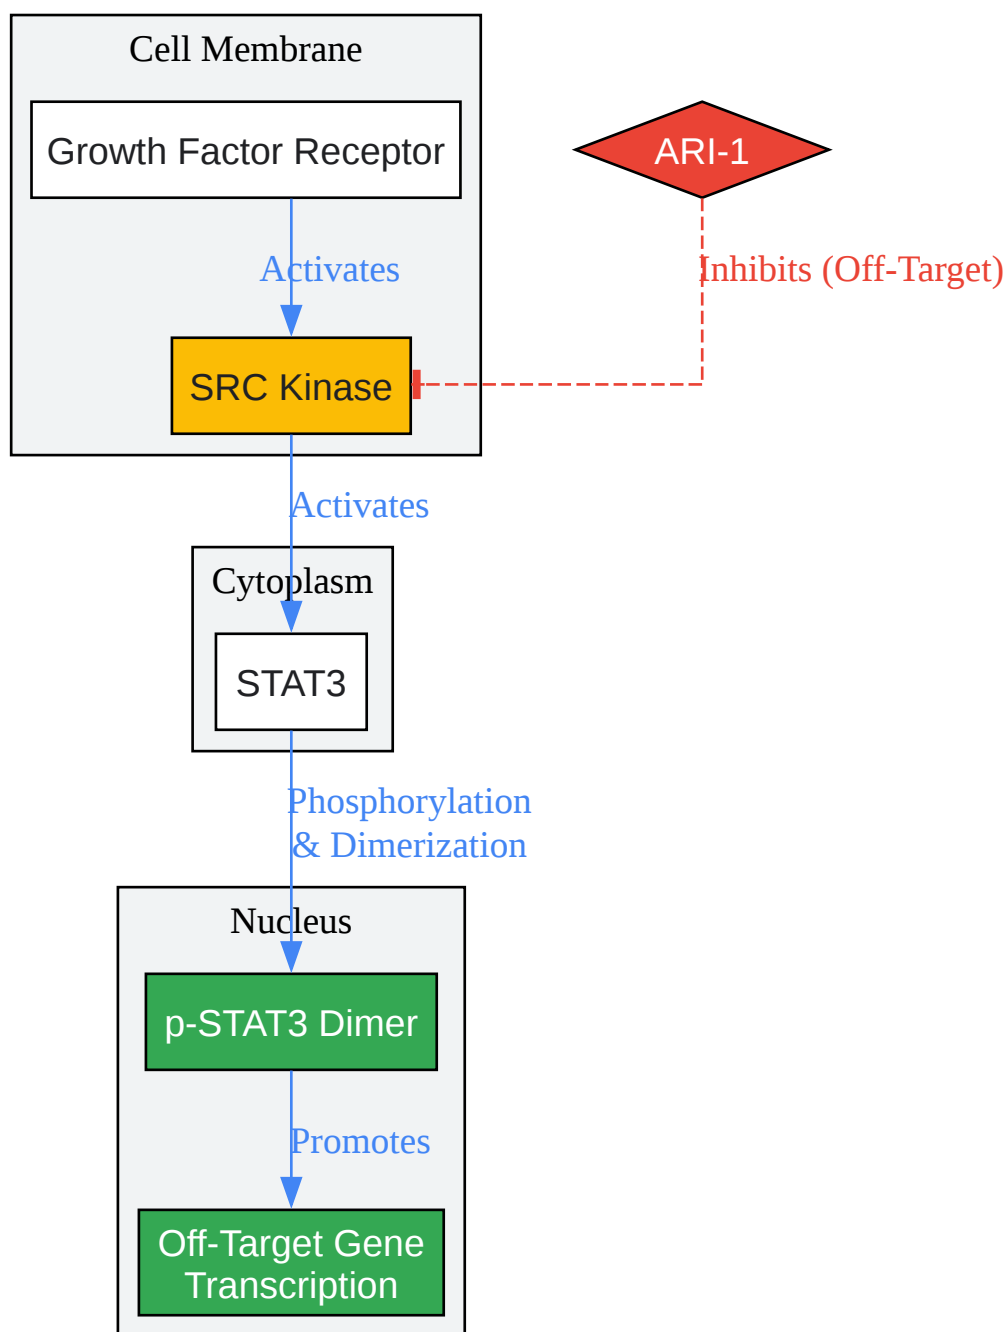 Cell Membrane
Growth Factor Receptor
ARI-1
Activates
Inhibits (Off-Target)
SRC Kinase
Activates
Cytoplasm
STAT3
Phosphorylation
& Dimerization
Nucleus
p-STAT3 Dimer
Promotes
Off-Target Gene
Transcription